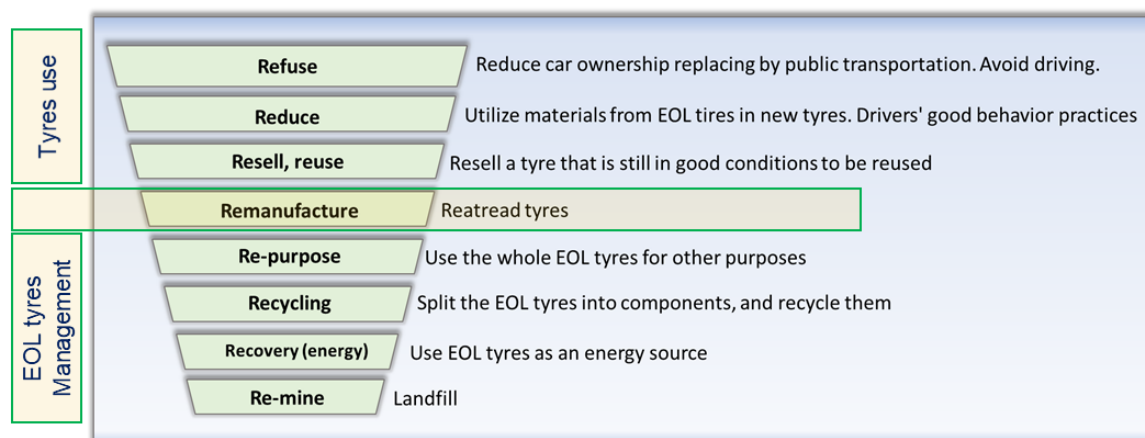 Tyres use
Refuse
Reduce car ownership replacing by public transportation. Avoid driving.
Reduce
Utilize materials from EOL tires in new tyres. Drivers' good behavior practices
Resell, reuse
Resell a tyre that is still in good conditions to be reused
Remanufacture
Reatread tyres
EOL tyres
Management
Re-purpose
Use the whole EOL tyres for other purposes
Recycling
Split the EOL tyres into components, and recycle them
Recovery (energy)
Use EOL tyres as an energy source
Re-mine
Landfill